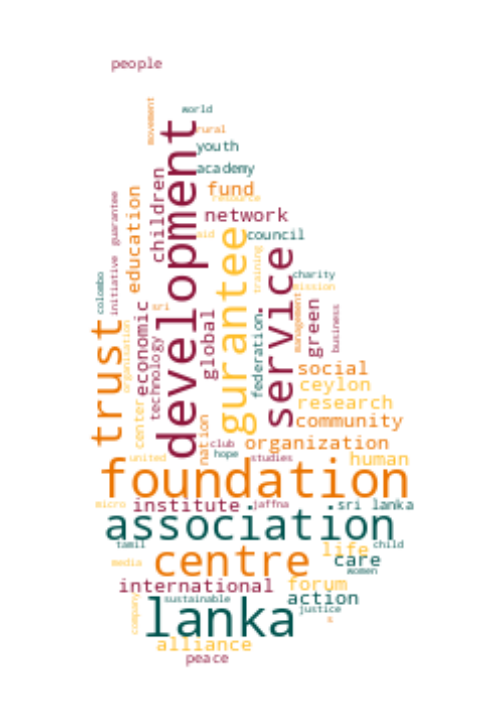 people
world
movement
rural
development
youth
academy
children
fund
resource
education
network
guarantee
aid
council
gurantee
service
training
charity
initiative
colombo
mission
management
green
business
economic
sri
global
federation
technology
trust
organisation
social
ceylon
research
community
center
nation
club
organization
hope
united
studies
human
foundation
micro
institute
jaffna
sri lanka
association
tamil
life
child
centre
care
media
women
international
forum
action
company
sustainable
justice
lanka
s
alliance
peace